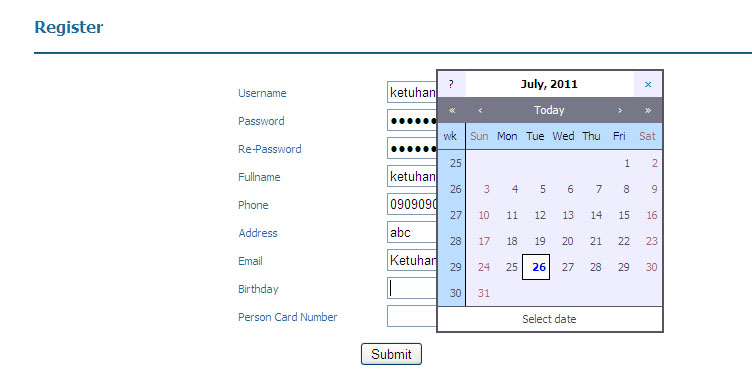 Register
Username ketuhan
Password ●●●●●●●
Re-Password ●●●●●●●
Fullname ketuhan
Phone 0909090
Address abc
Email Ketuhan
Birthday
Person Card Number
Submit
? July, 2011 ×
« ‹ Today › »
wk Sun Mon Tue Wed Thu Fri Sat
25 1 2
26 3 4 5 6 7 8 9
27 10 11 12 13 14 15 16
28 17 18 19 20 21 22 23
29 24 25 26 27 28 29 30
30 31
Select date